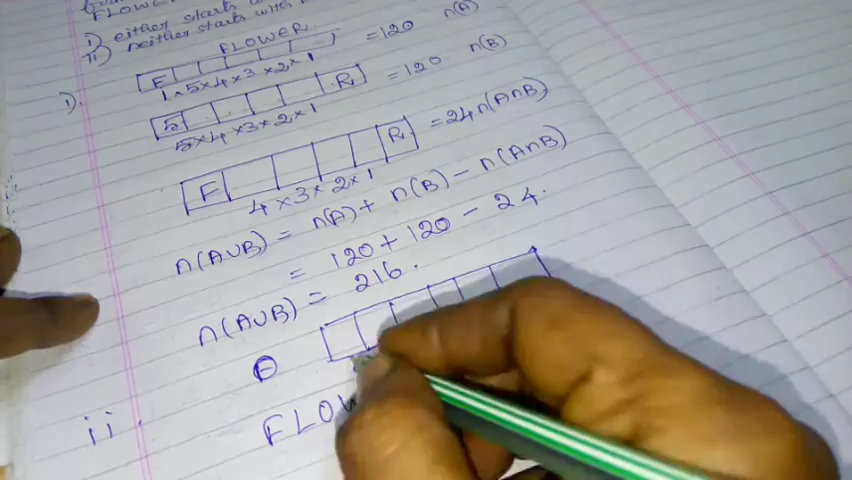 FLOWER
i) either starts
ii) neither starts with
FLOWER.
F = 120 n(A)
1 × 5 × 4 × 3 × 2 × 1
i)
5 R = 120 n(B)
5 × 4 × 3 × 2 × 1
F R = 24 n(A∩B)
4 × 3 × 2 × 1
n(A∪B) = n(A) + n(B) - n(A∩B)
= 120 + 120 - 24.
n(A∪B) = 216.
F
ii. FLOW